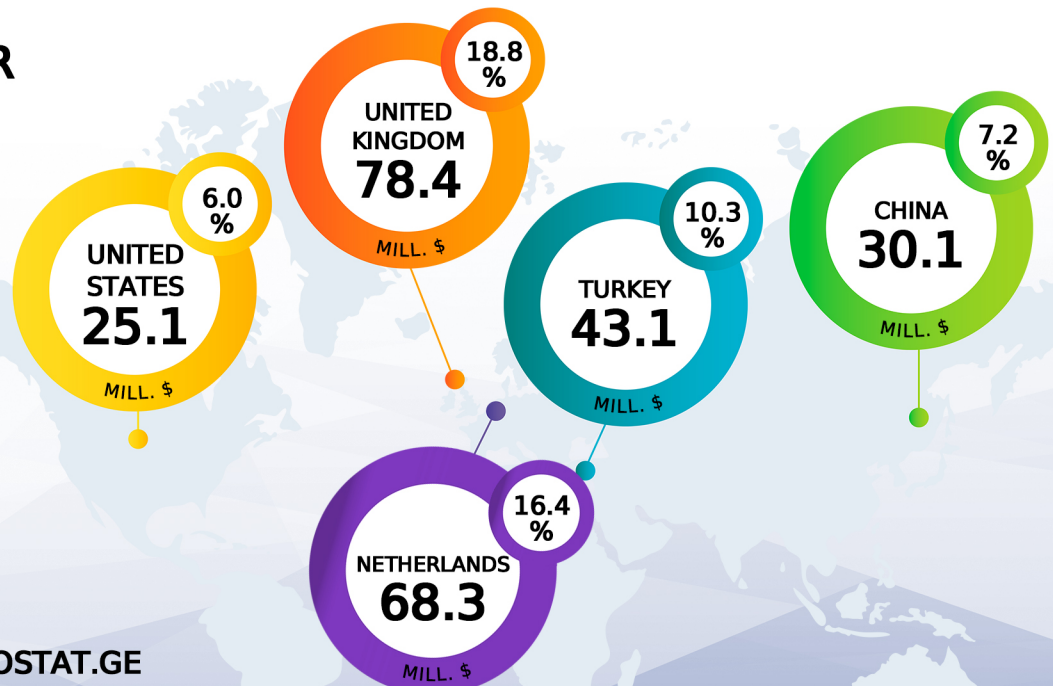 R
18.8
%
UNITED
KINGDOM
78.4
MILL. $
7.2
%
CHINA
30.1
MILL. $
6.0
%
UNITED
STATES
25.1
MILL. $
10.3
%
TURKEY
43.1
MILL. $
16.4
%
NETHERLANDS
68.3
MILL. $
OSTAT.GE